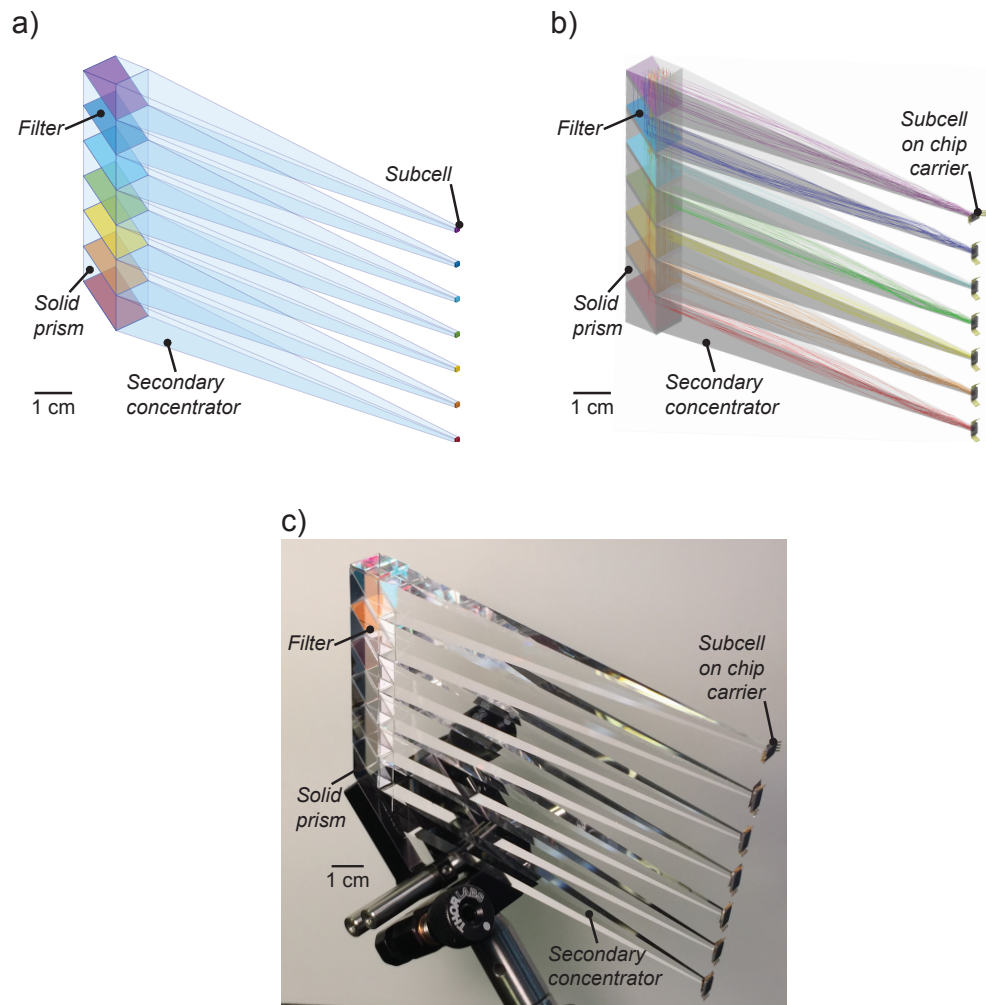 a)
Filter
Subcell
Solid
prism
Secondary
concentrator
1 cm
b)
Filter
Subcell
on chip
carrier
Solid
prism
Secondary
concentrator
1 cm
c)
Filter
Subcell
on chip
carrier
Solid
prism
1 cm
THORLABS
Secondary
concentrator